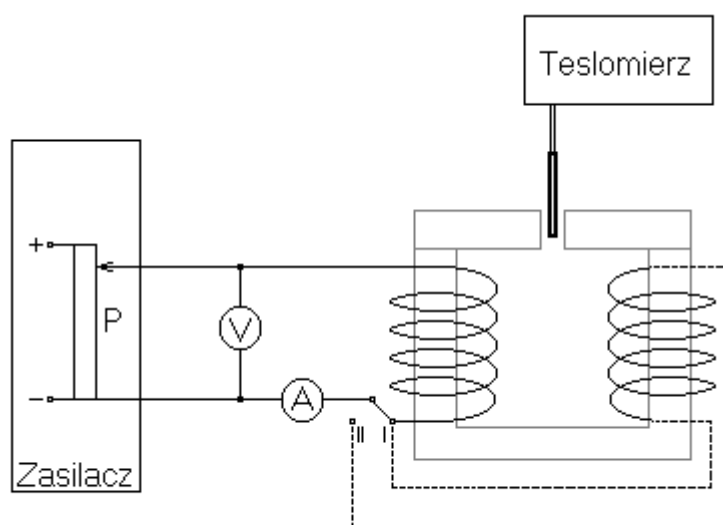 Teslomierz
+
P
V
A
–
II I
Zasilacz